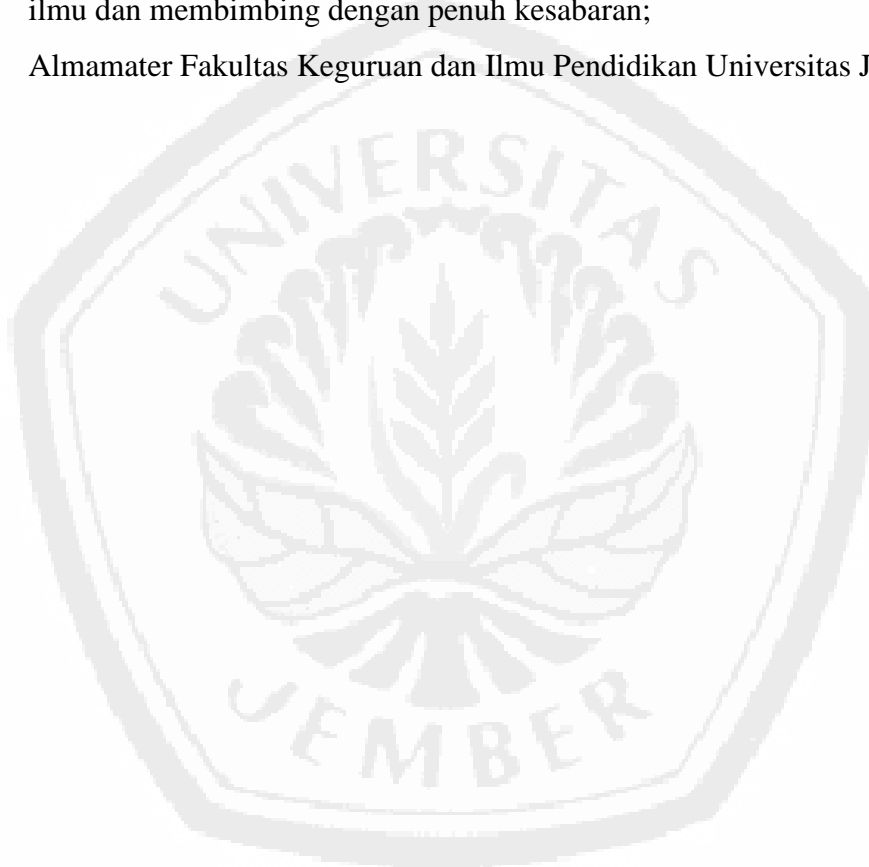 ilmu dan membimbing dengan penuh kesabaran;
Almamater Fakultas Keguruan dan Ilmu Pendidikan Universitas J
UNIVERSITAS
JEMBER